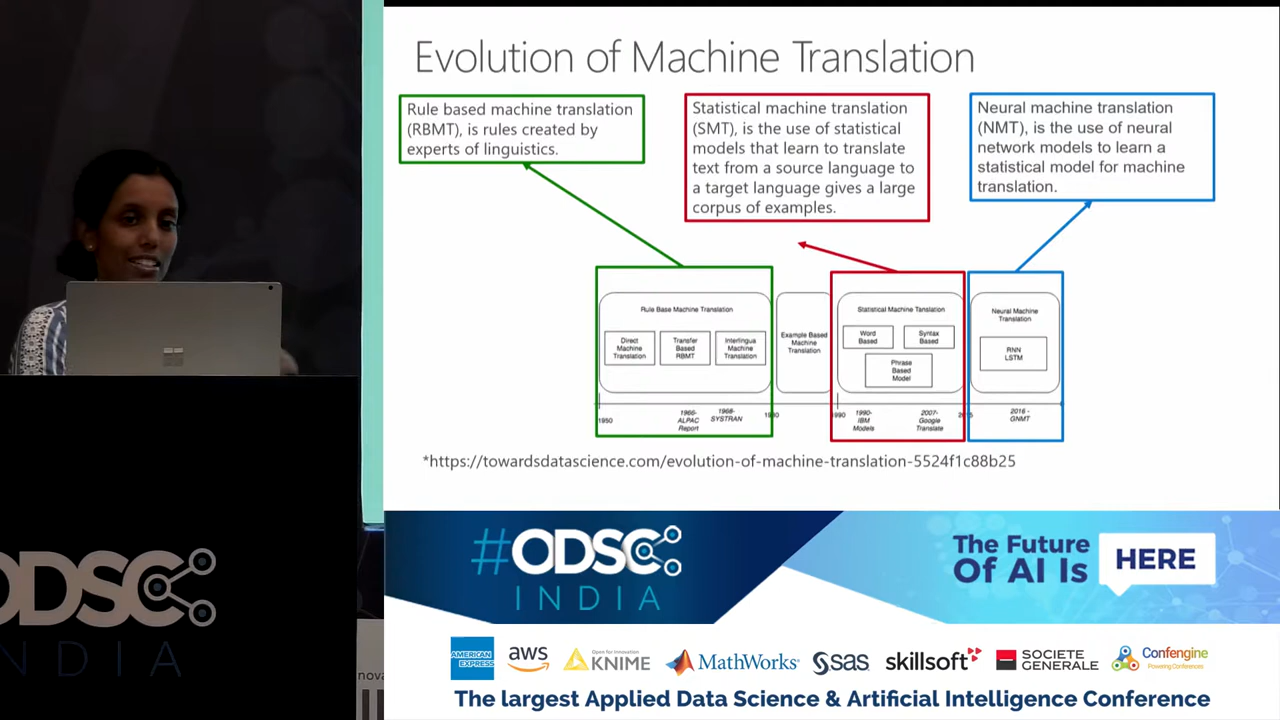 Evolution of Machine Translation
Rule based machine translation
(RBMT), is rules created by
experts of linguistics.
Statistical machine translation
(SMT), is the use of statistical
models that learn to translate
text from a source language to
a target language gives a large
corpus of examples.
Neural machine translation
(NMT), is the use of neural
network models to learn a
statistical model for machine
translation.
Rule Base Machine Translation
Direct
Machine
Translation
Transfer
Based
RBMT
Interlingua
Machine
Translation
Example Based
Machine
Translation
Statistical Machine Tanslation
Word
Based
Syntax
Based
Phrase
Based
Model
Neural Machine
Translation
RNN
LSTM
1950
1966-
ALPAC
Report
1968-
SYSTRAN
1990
1990-
IBM
Models
2007-
Google
Translate
2016 -
GNMT
*https://towardsdatascience.com/evolution-of-machine-translation-5524f1c88b25
#ODSC
INDIA
The Future
Of AI Is
HERE
AMERICAN
EXPRESS
aws
Open for Innovation
KNIME
MathWorks®
sas
skillsoft
SOCIETE
GENERALE
Confengine
Powering Conferences
The largest Applied Data Science & Artificial Intelligence Conference
ODSC
NDIA